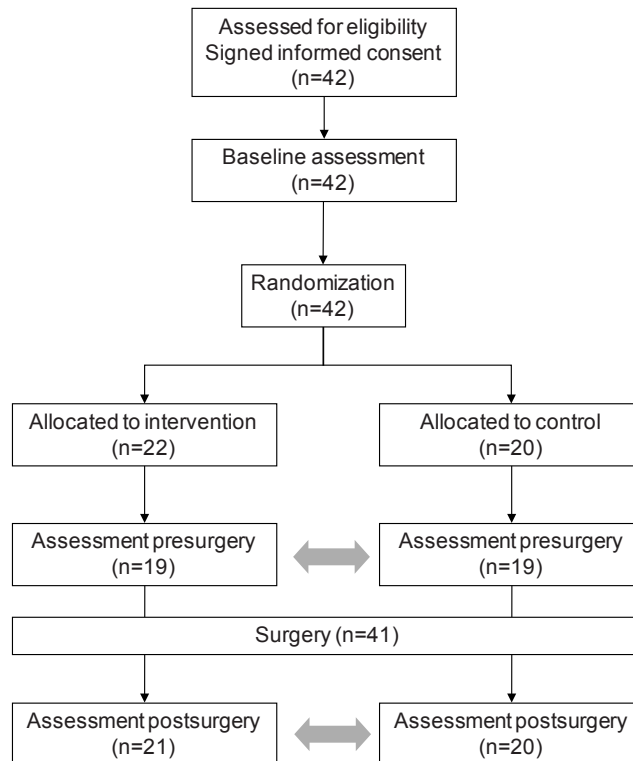 Assessed for eligibility
Signed informed consent
(n=42)
Baseline assessment
(n=42)
Randomization
(n=42)
Allocated to intervention
(n=22)
Allocated to control
(n=20)
Assessment presurgery
(n=19)
Assessment presurgery
(n=19)
Surgery (n=41)
Assessment postsurgery
(n=21)
Assessment postsurgery
(n=20)